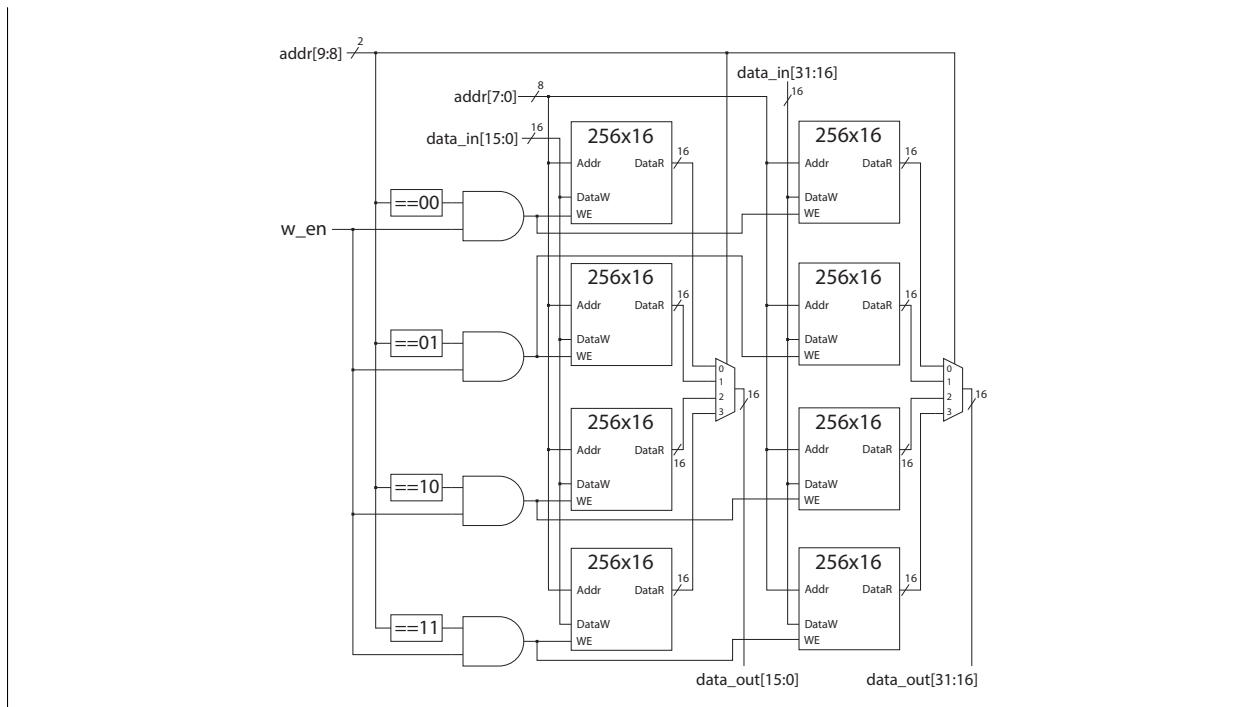 addr[9:8]
2
data_in[31:16]
16
addr[7:0]
8
data_in[15:0]
16
256x16
Addr DataR
16
DataW
WE
256x16
Addr DataR
16
DataW
WE
==00
w_en
256x16
Addr DataR
16
DataW
WE
256x16
Addr DataR
16
DataW
WE
==01
0
1
2
3
16
0
1
2
3
16
256x16
Addr DataR
16
DataW
WE
256x16
Addr DataR
16
DataW
WE
==10
256x16
Addr DataR
16
DataW
WE
256x16
Addr DataR
16
DataW
WE
==11
data_out[15:0]
data_out[31:16]